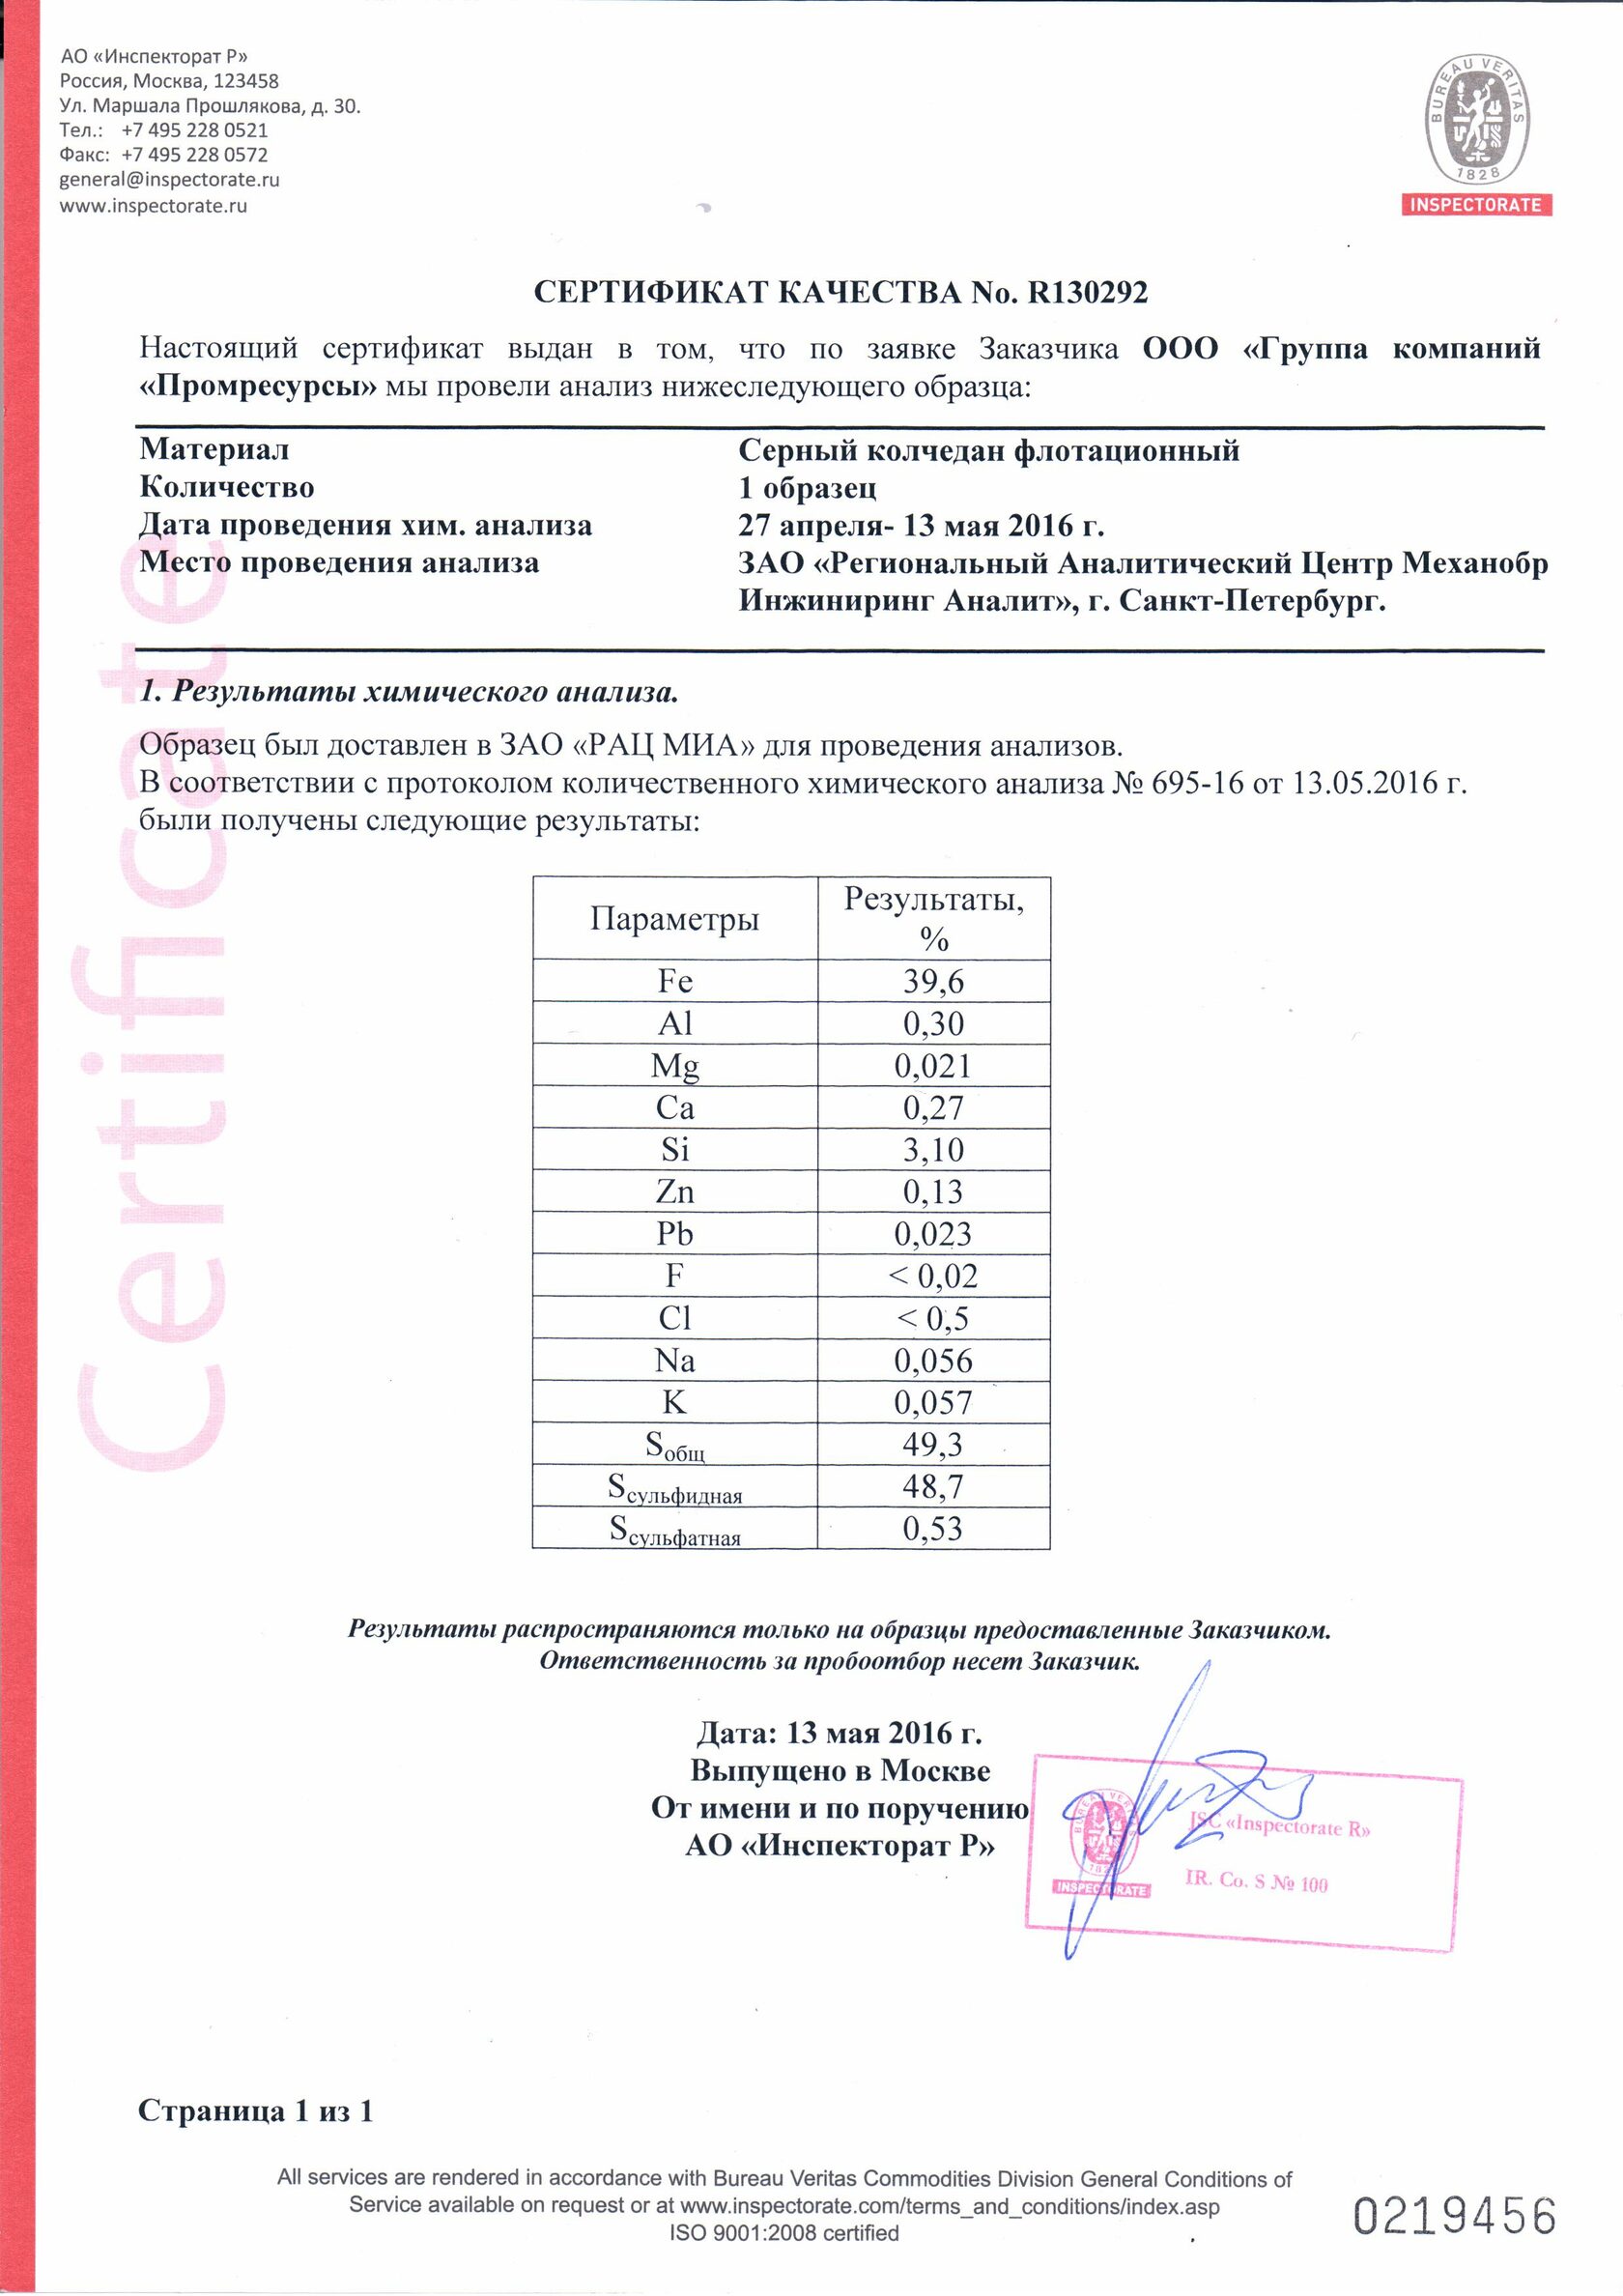 АО «Инспекторат Р»
Россия, Москва, 123458
Ул. Маршала Прошлякова, д. 30.
Тел.: +7 495 228 0521
Факс: +7 495 228 0572
general@inspectorate.ru
www.inspectorate.ru
BUREAU VERITAS
1828
INSPECTORATE
СЕРТИФИКАТ КАЧЕСТВА No. R130292
Настоящий сертификат выдан в том, что по заявке Заказчика ООО «Группа компаний
«Промресурсы» мы провели анализ нижеследующего образца:
Материал Серный колчедан флотационный
Количество 1 образец
Дата проведения хим. анализа 27 апреля- 13 мая 2016 г.
Место проведения анализа ЗАО «Региональный Аналитический Центр Механобр
Инжиниринг Аналит», г. Санкт-Петербург.
Certificate
1. Результаты химического анализа.
Образец был доставлен в ЗАО «РАЦ МИА» для проведения анализов.
В соответствии с протоколом количественного химического анализа № 695-16 от 13.05.2016 г.
были получены следующие результаты:
Параметры Результаты, %
Fe 39,6
Al 0,30
Mg 0,021
Ca 0,27
Si 3,10
Zn 0,13
Pb 0,023
F < 0,02
Cl < 0,5
Na 0,056
K 0,057
Sобщ 49,3
Sсульфидная 48,7
Sсульфатная 0,53
Результаты распространяются только на образцы предоставленные Заказчиком.
Ответственность за пробоотбор несет Заказчик.
Дата: 13 мая 2016 г.
Выпущено в Москве
От имени и по поручению
АО «Инспекторат Р»
BUREAU VERITAS
1828
INSPECTORATE
JSC «Inspectorate R»
IR. Co. S № 100
Страница 1 из 1
All services are rendered in accordance with Bureau Veritas Commodities Division General Conditions of
Service available on request or at www.inspectorate.com/terms_and_conditions/index.asp
ISO 9001:2008 certified
0219456